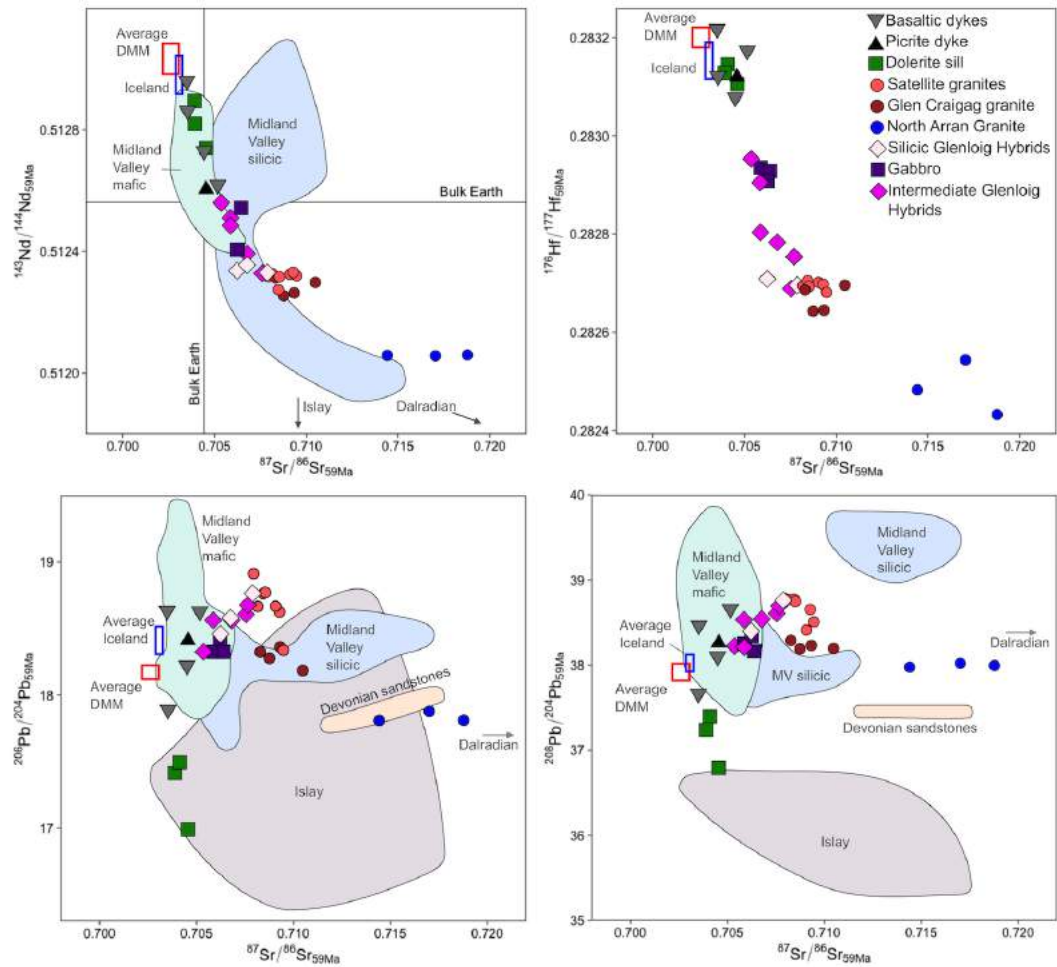 Average
DMM
Iceland
Midland
Valley
silicic
Midland
Valley
mafic
Bulk Earth
Bulk Earth
Islay
Dalradian
0.5128
0.5124
0.5120
143Nd/144Nd59Ma
0.700
0.705
0.710
0.715
0.720
87Sr/86Sr59Ma
Average
DMM
Iceland
Basaltic dykes
Picrite dyke
Dolerite sill
Satellite granites
Glen Craigag granite
North Arran Granite
Silicic Glenloig Hybrids
Gabbro
Intermediate Glenloig
Hybrids
0.2832
0.2830
0.2828
0.2826
0.2824
176Hf/177Hf59Ma
0.700
0.705
0.710
0.715
0.720
87Sr/86Sr59Ma
Midland
Valley
mafic
Average
Iceland
Average
DMM
Midland
Valley
silicic
Devonian sandstones
Dalradian
Islay
19
18
17
206Pb/204Pb59Ma
0.700
0.705
0.710
0.715
0.720
87Sr/86Sr59Ma
Midland
Valley
mafic
Midland
Valley
silicic
Average
Iceland
Dalradian
Average
DMM
MV silicic
Devonian sandstones
Islay
40
39
38
37
36
35
208Pb/204Pb59Ma
0.700
0.705
0.710
0.715
0.720
87Sr/86Sr59Ma